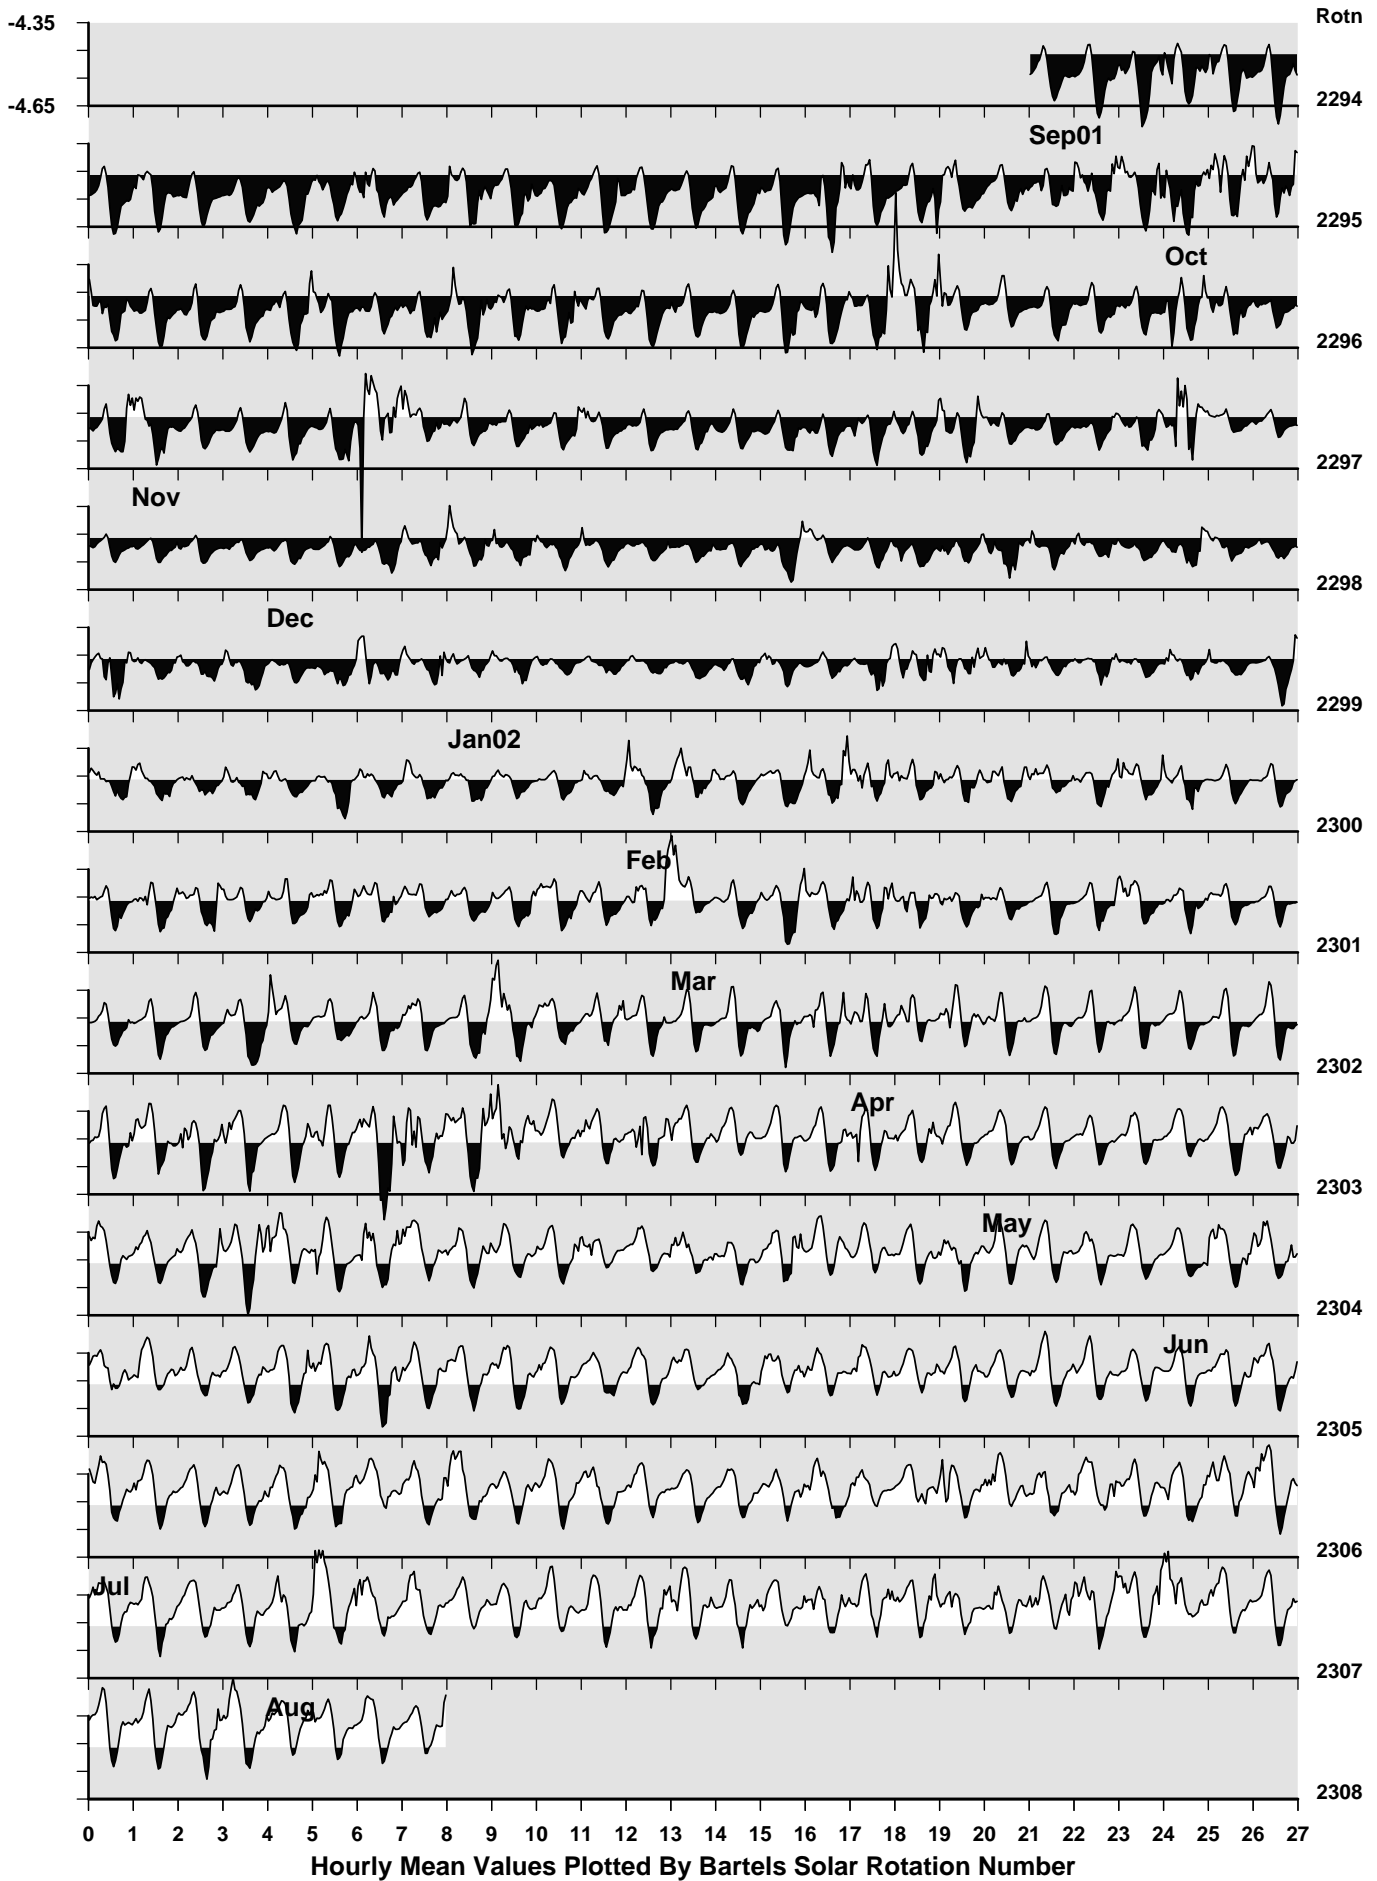 -4.35 Rotn
-4.65 2294
Sep01
2295
Oct
2296
2297
Nov
2298
Dec
2299
Jan02
2300
Feb
2301
Mar
2302
Apr
2303
May
2304
Jun
2305
2306
Jul
2307
Aug
2308
0 1 2 3 4 5 6 7 8 9 10 11 12 13 14 15 16 17 18 19 20 21 22 23 24 25 26 27
Hourly Mean Values Plotted By Bartels Solar Rotation Number